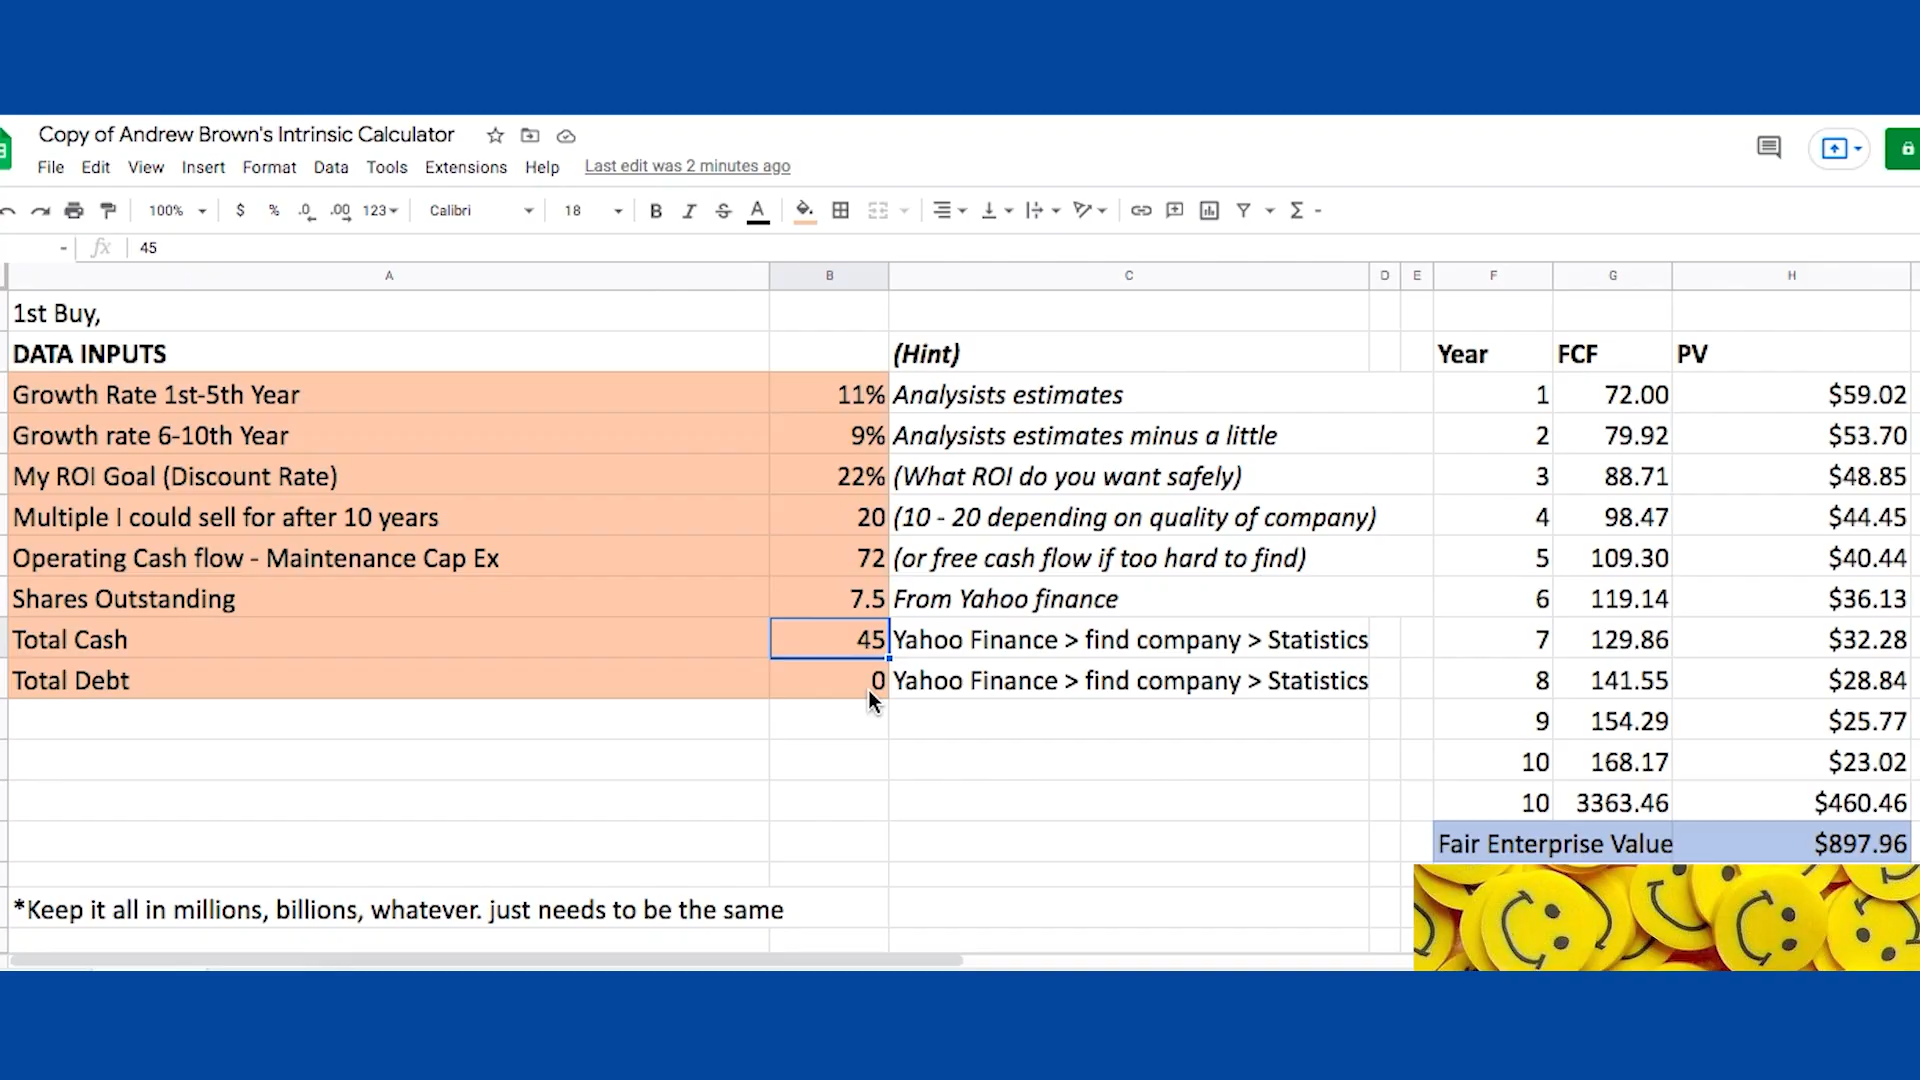 Copy of Andrew Brown's Intrinsic Calculator
File Edit View Insert Format Data Tools Extensions Help Last edit was 2 minutes ago
100% $ % .0 .00 123 Calibri 18 B I S A Σ
fx 45
A B C D E F G H
1st Buy,
DATA INPUTS (Hint) Year FCF PV
Growth Rate 1st-5th Year 11% Analysists estimates 1 72.00 $59.02
Growth rate 6-10th Year 9% Analysists estimates minus a little 2 79.92 $53.70
My ROI Goal (Discount Rate) 22% (What ROI do you want safely) 3 88.71 $48.85
Multiple I could sell for after 10 years 20 (10 - 20 depending on quality of company) 4 98.47 $44.45
Operating Cash flow - Maintenance Cap Ex 72 (or free cash flow if too hard to find) 5 109.30 $40.44
Shares Outstanding 7.5 From Yahoo finance 6 119.14 $36.13
Total Cash 45 Yahoo Finance > find company > Statistics 7 129.86 $32.28
Total Debt 0 Yahoo Finance > find company > Statistics 8 141.55 $28.84
9 154.29 $25.77
10 168.17 $23.02
10 3363.46 $460.46
Fair Enterprise Value $897.96
*Keep it all in millions, billions, whatever. just needs to be the same